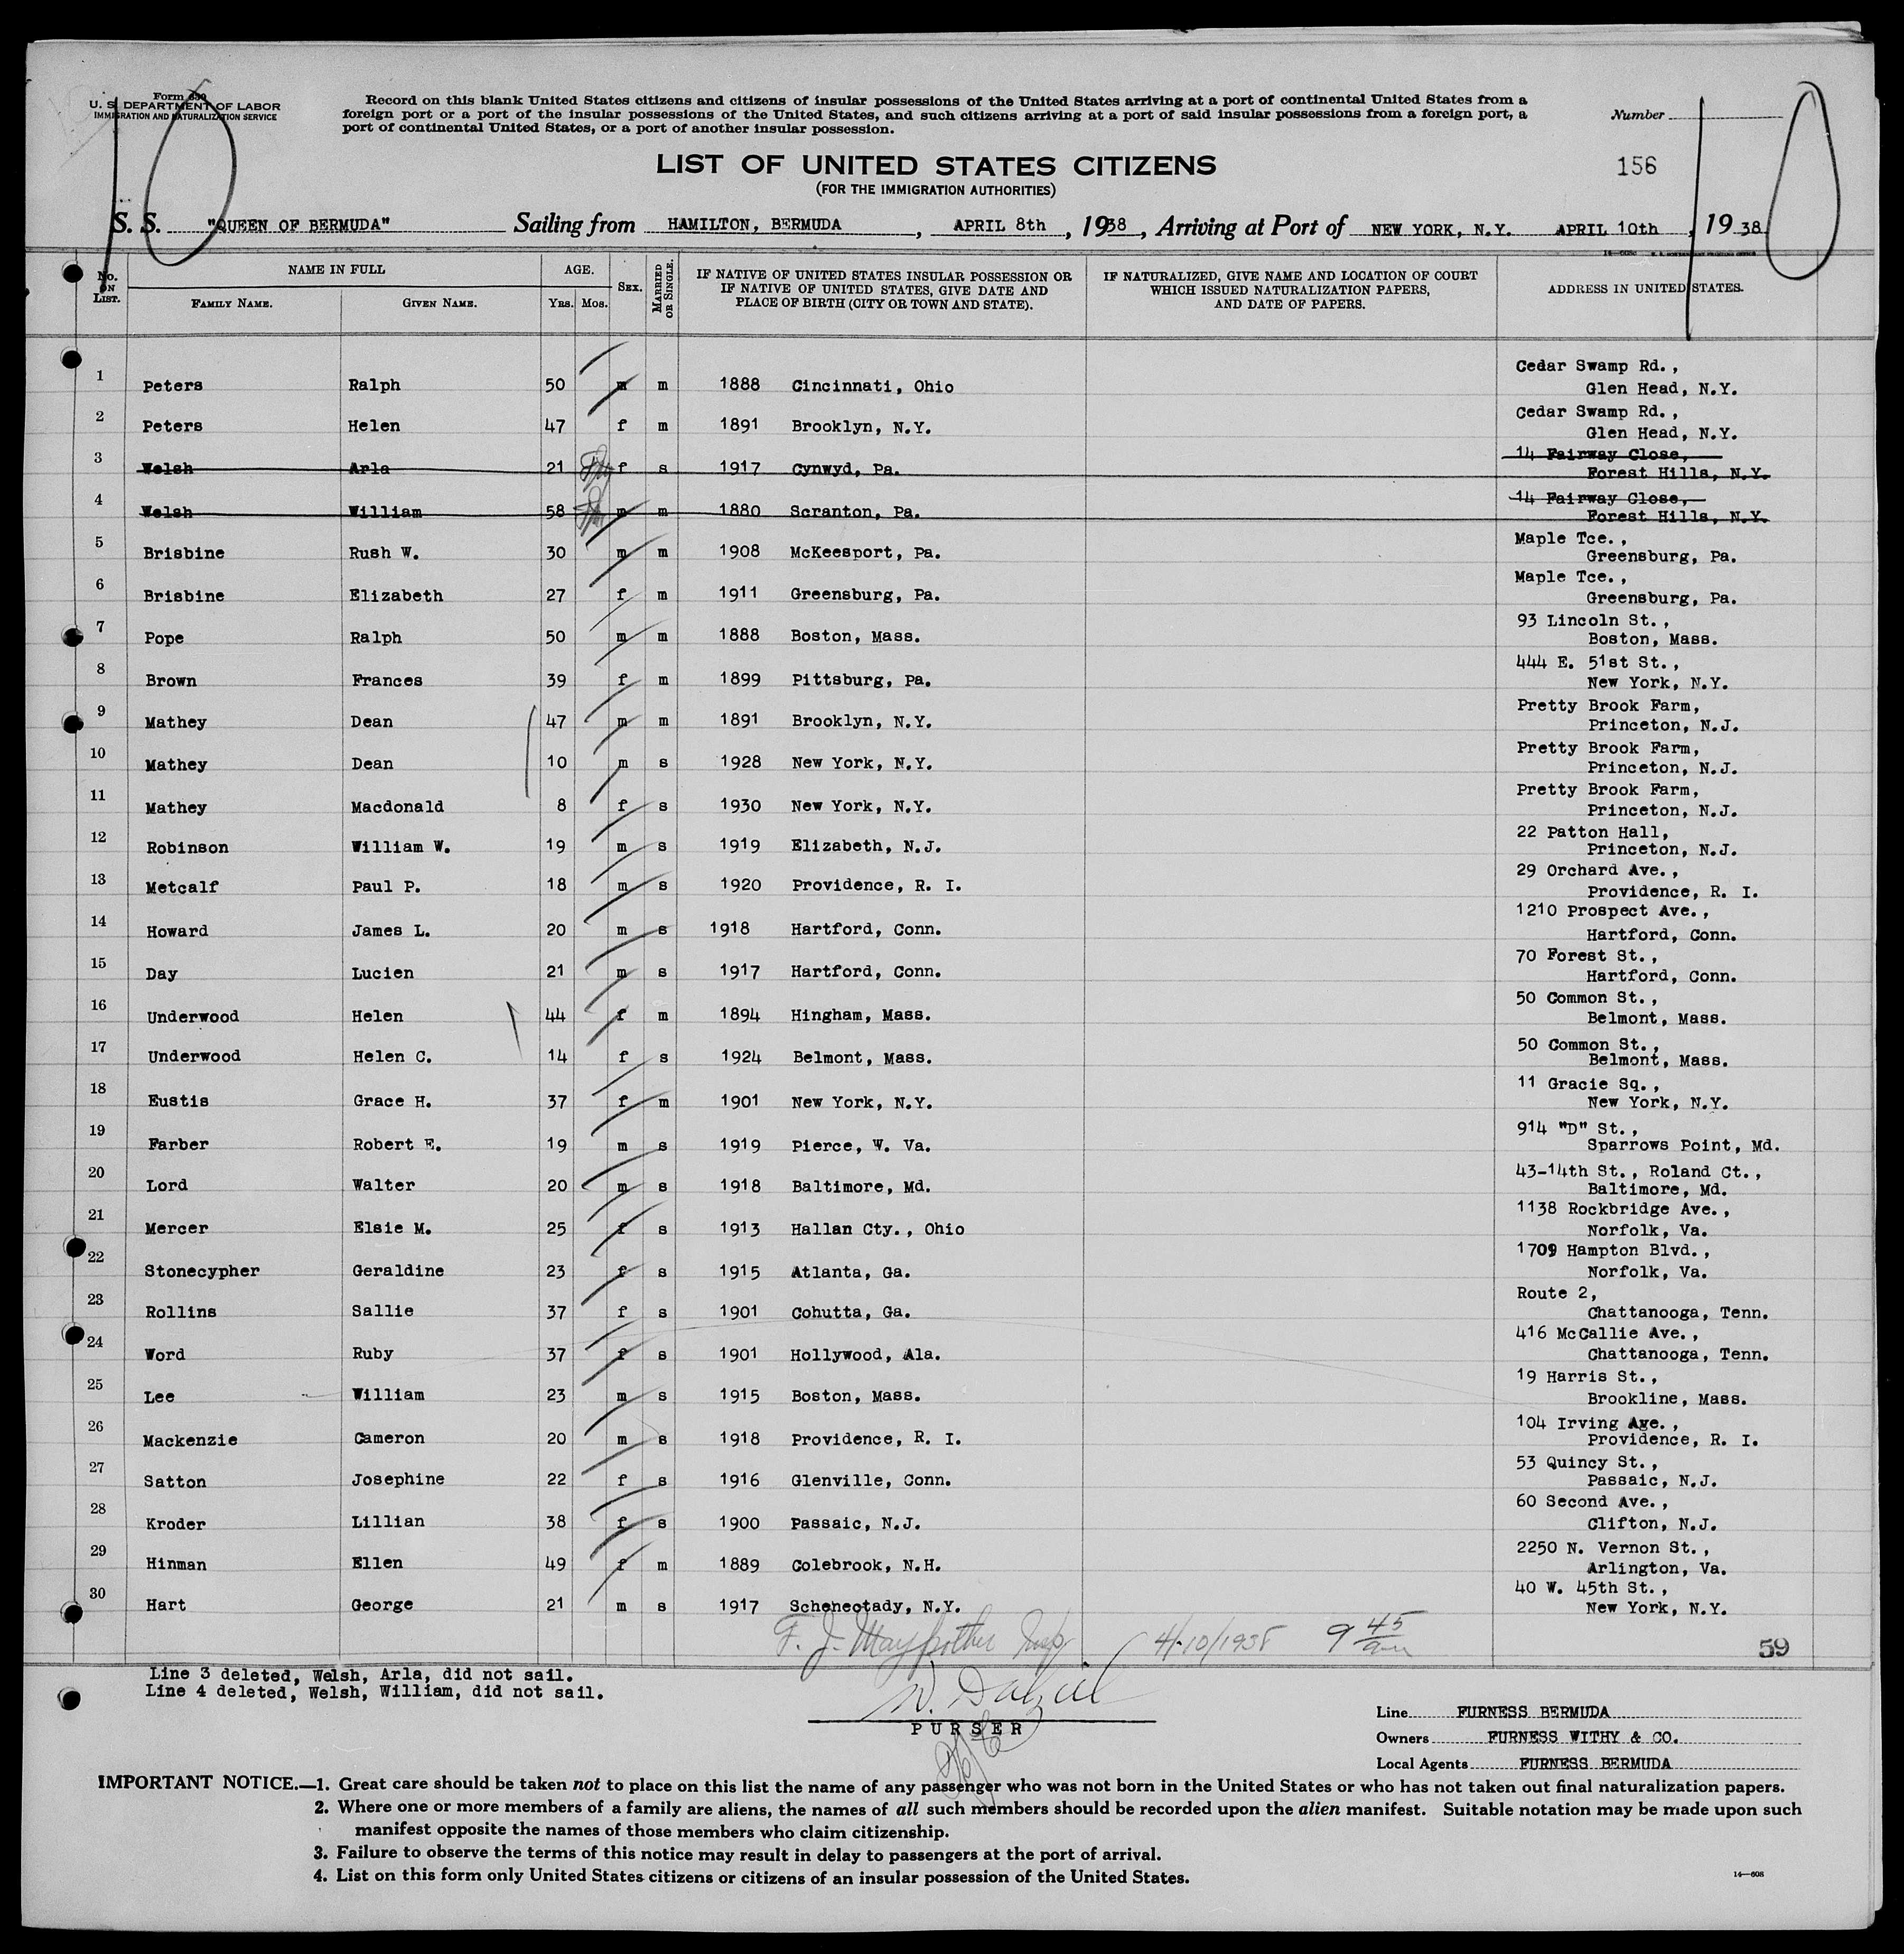 Form 630
U. S. DEPARTMENT OF LABOR
IMMIGRATION AND NATURALIZATION SERVICE
Record on this blank United States citizens and citizens of insular possessions of the United States arriving at a port of continental United States from a
foreign port or a port of the insular possessions of the United States, and such citizens arriving at a port of said insular possessions from a foreign port, a
port of continental United States, or a port of another insular possession.
Number
10
10
LIST OF UNITED STATES CITIZENS
(FOR THE IMMIGRATION AUTHORITIES)
156
S. S. "QUEEN OF BERMUDA" Sailing from HAMILTON, BERMUDA, APRIL 8th, 1938, Arriving at Port of NEW YORK, N.Y. APRIL 10th, 1938
No. ON LIST. NAME IN FULL AGE. SEX. MARRIED OR SINGLE. IF NATIVE OF UNITED STATES INSULAR POSSESSION OR IF NATIVE OF UNITED STATES, GIVE DATE AND PLACE OF BIRTH (CITY OR TOWN AND STATE). IF NATURALIZED, GIVE NAME AND LOCATION OF COURT WHICH ISSUED NATURALIZATION PAPERS, AND DATE OF PAPERS. ADDRESS IN UNITED STATES.
FAMILY NAME. GIVEN NAME. YRS. MOS.
1 Peters Ralph 50 m m 1888 Cincinnati, Ohio Cedar Swamp Rd., Glen Head, N.Y.
2 Peters Helen 47 f m 1891 Brooklyn, N.Y. Cedar Swamp Rd., Glen Head, N.Y.
3 Welsh Arla 21 f s 1917 Cynwyd, Pa. 14 Fairway Close, Forest Hills, N.Y.
4 Welsh William 58 m m 1880 Scranton, Pa. 14 Fairway Close, Forest Hills, N.Y.
5 Brisbine Rush W. 30 m m 1908 McKeesport, Pa. Maple Tce., Greensburg, Pa.
6 Brisbine Elizabeth 27 f m 1911 Greensburg, Pa. Maple Tce., Greensburg, Pa.
7 Pope Ralph 50 m m 1888 Boston, Mass. 93 Lincoln St., Boston, Mass.
8 Brown Frances 39 f m 1899 Pittsburg, Pa. 444 E. 51st St., New York, N.Y.
9 Mathey Dean 47 m m 1891 Brooklyn, N.Y. Pretty Brook Farm, Princeton, N.J.
10 Mathey Dean 10 m s 1928 New York, N.Y. Pretty Brook Farm, Princeton, N.J.
11 Mathey Macdonald 8 f s 1930 New York, N.Y. Pretty Brook Farm, Princeton, N.J.
12 Robinson William W. 19 m s 1919 Elizabeth, N.J. 22 Patton Hall, Princeton, N.J.
13 Metcalf Paul P. 18 m s 1920 Providence, R. I. 29 Orchard Ave., Providence, R. I.
14 Howard James L. 20 m s 1918 Hartford, Conn. 1210 Prospect Ave., Hartford, Conn.
15 Day Lucien 21 m s 1917 Hartford, Conn. 70 Forest St., Hartford, Conn.
16 Underwood Helen 44 f m 1894 Hingham, Mass. 50 Common St., Belmont, Mass.
17 Underwood Helen C. 14 f s 1924 Belmont, Mass. 50 Common St., Belmont, Mass.
18 Eustis Grace H. 37 f m 1901 New York, N.Y. 11 Gracie Sq., New York, N.Y.
19 Farber Robert E. 19 m s 1919 Pierce, W. Va. 914 "D" St., Sparrows Point, Md.
20 Lord Walter 20 m s 1918 Baltimore, Md. 43-14th St., Roland Ct., Baltimore, Md.
21 Mercer Elsie M. 25 f s 1913 Hallan Cty., Ohio 1138 Rockbridge Ave., Norfolk, Va.
22 Stonecypher Geraldine 23 f s 1915 Atlanta, Ga. 1709 Hampton Blvd., Norfolk, Va.
23 Rollins Sallie 37 f s 1901 Cohutta, Ga. Route 2, Chattanooga, Tenn.
24 Word Ruby 37 f s 1901 Hollywood, Ala. 416 McCallie Ave., Chattanooga, Tenn.
25 Lee William 23 m s 1915 Boston, Mass. 19 Harris St., Brookline, Mass.
26 Mackenzie Cameron 20 m s 1918 Providence, R. I. 104 Irving Age., Providence, R. I.
27 Satton Josephine 22 f s 1916 Glenville, Conn. 53 Quincy St., Passaic, N.J.
28 Kroder Lillian 38 f s 1900 Passaic, N.J. 60 Second Ave., Clifton, N.J.
29 Hinman Ellen 49 f m 1889 Colebrook, N.H. 2250 N. Vernon St., Arlington, Va.
30 Hart George 21 m s 1917 Schenectady, N.Y. 40 W. 45th St., New York, N.Y.
F. J. Insp 4/10/1938 9 45 am
59
Line 3 deleted, Welsh, Arla, did not sail.
Line 4 deleted, Welsh, William, did not sail.
PURSER
Line FURNESS BERMUDA
Owners FURNESS WITHY & CO.
Local Agents FURNESS BERMUDA
IMPORTANT NOTICE.—1. Great care should be taken not to place on this list the name of any passenger who was not born in the United States or who has not taken out final naturalization papers.
2. Where one or more members of a family are aliens, the names of all such members should be recorded upon the alien manifest. Suitable notation may be made upon such
manifest opposite the names of those members who claim citizenship.
3. Failure to observe the terms of this notice may result in delay to passengers at the port of arrival.
4. List on this form only United States citizens or citizens of an insular possession of the United States.
14—608